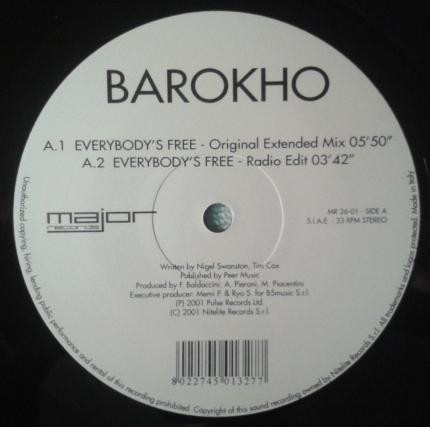 BAROKHO
A.1 EVERYBODY'S FREE - Original Extended Mix 05'50"
A.2 EVERYBODY'S FREE - Radio Edit 03'42"
major
records
MR 26-01 - SIDE A
S.I.A.E. - 33 RPM STEREO
Written by Nigel Swanston, Tim Cox
Published by Peer Music
Produced by F. Baldaccini, A. Pieroni, M. Piacentini
Executive producer: Memi P. & Ryo S. for B5music S.r.l.
(P) 2001 Pulse Records Ltd.
(C) 2001 Nitelite Records S.r.l.
8022745013277
Unauthorized copying, hiring, lending public performance and rental of this recording prohibited. Copyright of this sound recording owned by Nitelite Records S.r.l. All trademarks and logos protected. Made in Italy